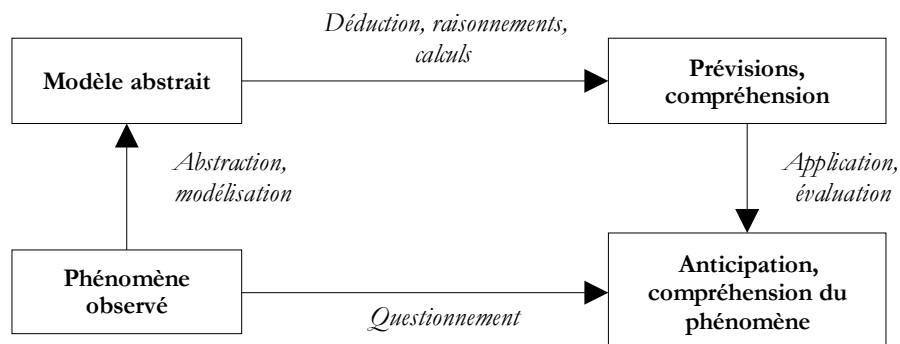 Déduction, raisonnements,
calculs
Modèle abstrait
Prévisions,
compréhension
Abstraction,
modélisation
Application,
évaluation
Phénomène
observé
Questionnement
Anticipation,
compréhension du
phénomène